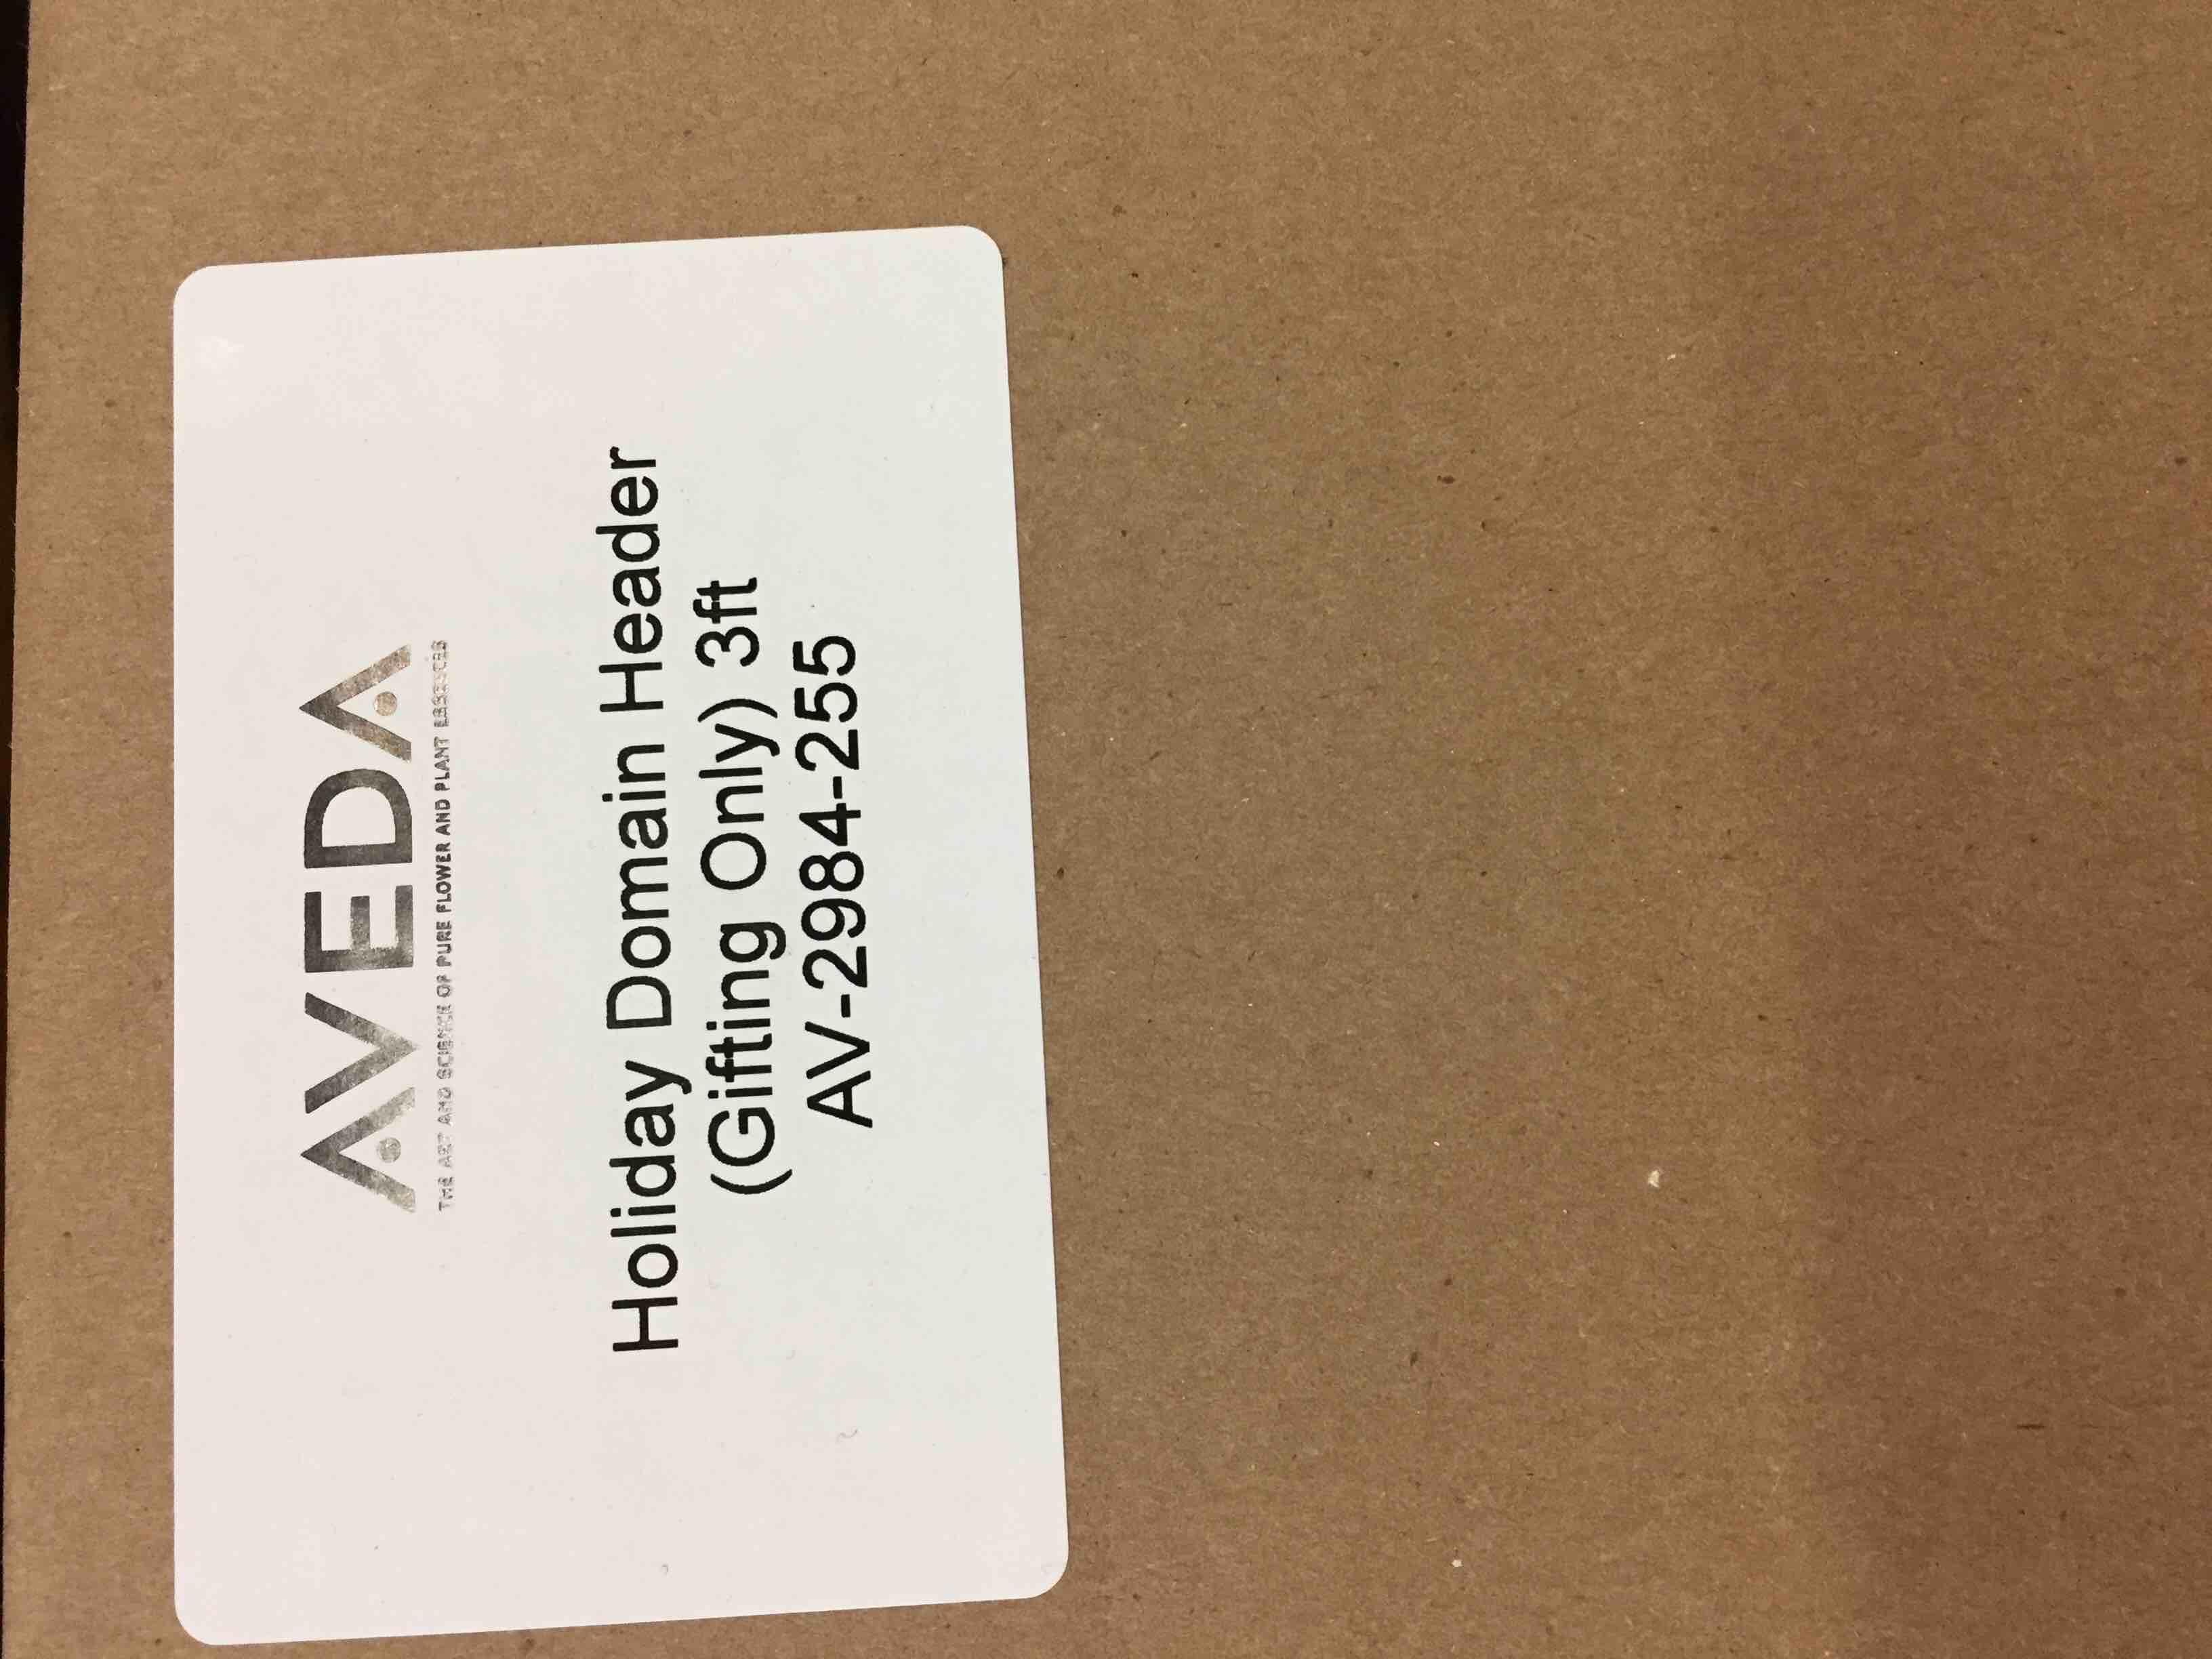 AVEDA
THE ART AND SCIENCE OF PURE FLOWER AND PLANT ESSENCES
Holiday Domain Header
(Gifting Only) 3ft
AV-2984-255